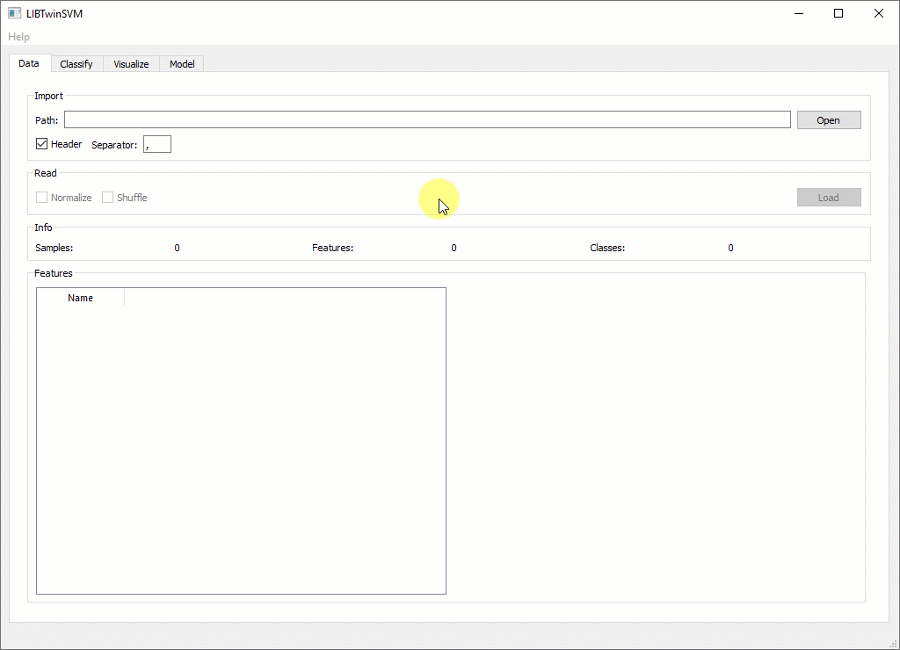 LIBTwinSVM
Help
Data Classify Visualize Model
Import
Path: Open
Header Separator: ,
Read
Normalize Shuffle Load
Info
Samples: 0 Features: 0 Classes: 0
Features
Name